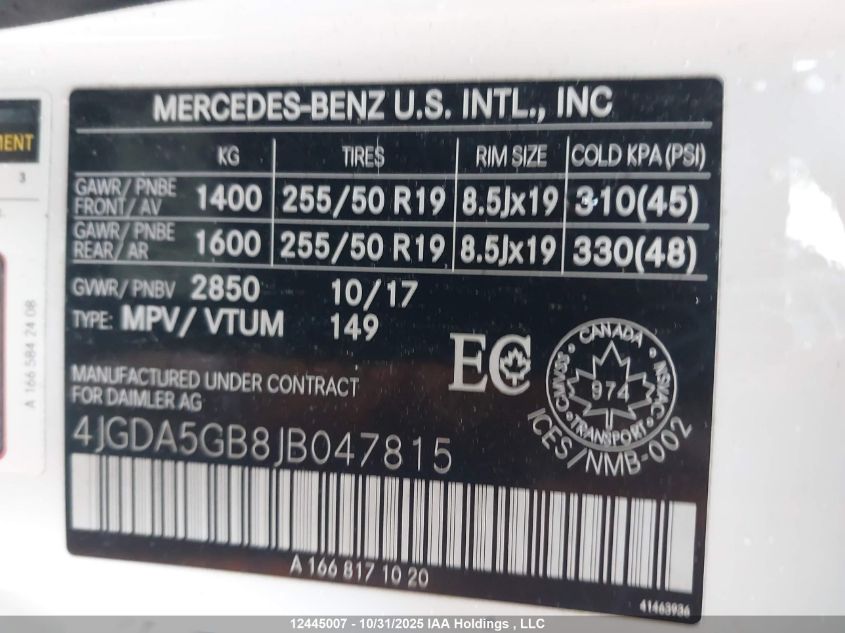 MERCEDES-BENZ U.S. INTL., INC
KG TIRES RIM SIZE COLD KPA (PSI)
GAWR/ PNBE
FRONT/ AV 1400 255/50 R19 8.5Jx19 310(45)
GAWR/ PNBE
REAR/ AR 1600 255/50 R19 8.5Jx19 330(48)
GVWR/ PNBV 2850 10/17
TYPE: MPV/ VTUM 149
MANUFACTURED UNDER CONTRACT
FOR DAIMLER AG
EC
CANADA
NSVAC
974
CMVSS
TRANSPORT
ICES/NMB-002
4JGDA5GB8JB047815
A 166 817 10 20
41463936
MENT
3
A 166 584 24 08
12445007 - 10/31/2025 IAA Holdings , LLC